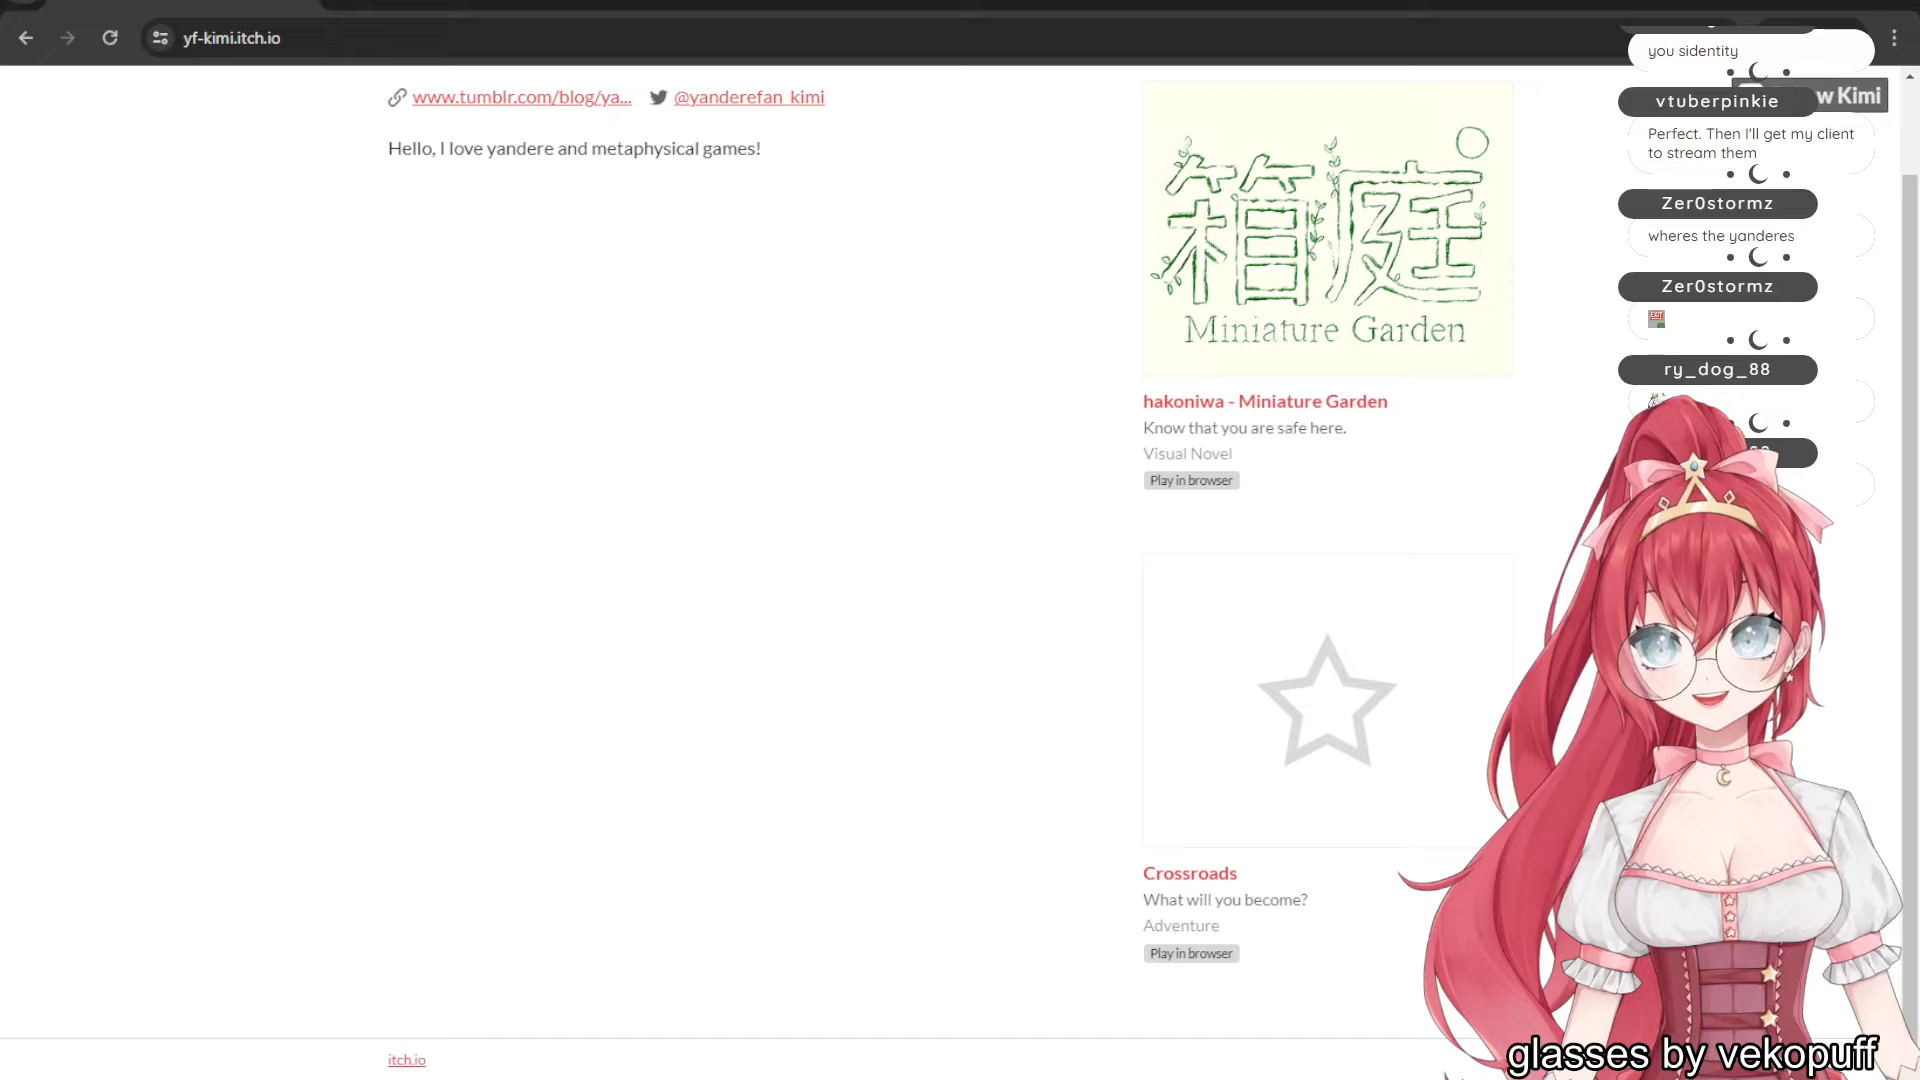 yf-kimi.itch.io
www.tumblr.com/blog/ya...
@yanderefan_kimi
Hello, I love yandere and metaphysical games!
箱庭
Miniature Garden
hakoniwa - Miniature Garden
Know that you are safe here.
Visual Novel
Play in browser
Crossroads
What will you become?
Adventure
Play in browser
itch.io
you sidentity
w Kimi
vtuberpinkie
Perfect. Then I'll get my client
to stream them
Zer0stormz
wheres the yanderes
Zer0stormz
EXIT
ry_dog_88
glasses by vekopuff